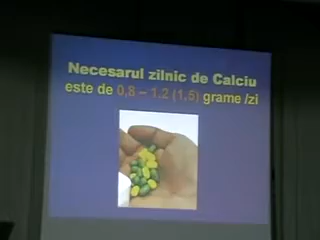 Necesarul zilnic de Calciu
este de 0,8 – 1,2 (1,5) grame /zi